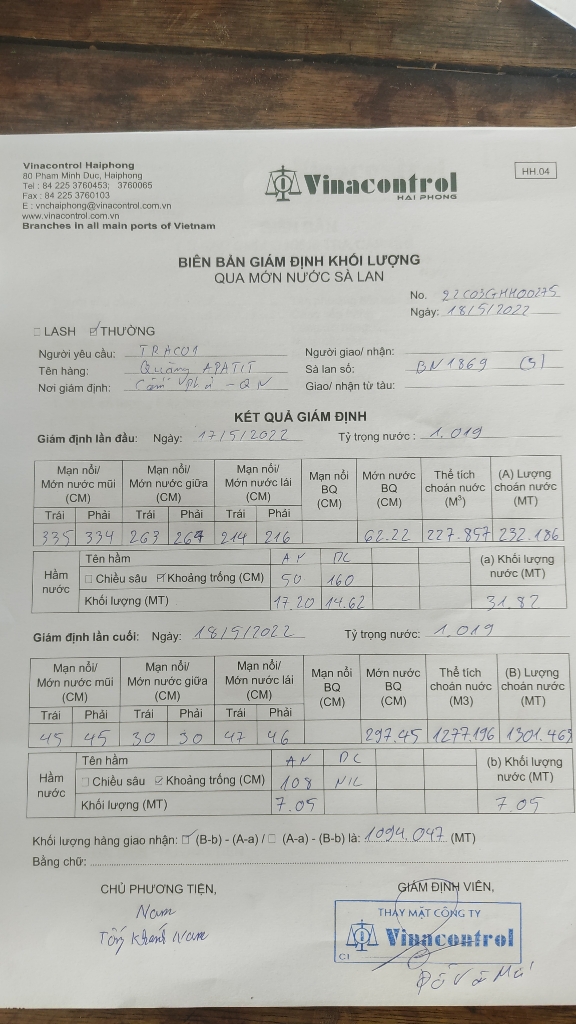 Vinacontrol Haiphong
80 Pham Minh Duc, Haiphong
Tel : 84 225 3760453; 3760065
Fax : 84 225 3760103
E : vnchaiphong@vinacontrol.com.vn
www.vinacontrol.com.vn
Branches in all main ports of Vietnam
Vinacontrol
HAI PHONG
HH.04
BIÊN BẢN GIÁM ĐỊNH KHỐI LƯỢNG
QUA MỚN NƯỚC SÀ LAN
No. 22C03GHH00275
Ngày: 18/5/2022
LASH THƯỜNG
Người yêu cầu: TRACO1 Người giao/ nhận:
Tên hàng: Quặng APATIT Sà lan số: BN1869 (S)
Nơi giám định: Cẩm Phả - QN Giao/ nhận từ tàu:
KẾT QUẢ GIÁM ĐỊNH
Giám định lần đầu: Ngày: 17/5/2022 Tỷ trọng nước : 1.019
Mạn nổi/ Mớn nước mũi (CM) Mạn nổi/ Mớn nước giữa (CM) Mạn nổi/ Mớn nước lái (CM) Mạn nổi BQ (CM) Mớn nước BQ (CM) Thể tích choán nước (M3) (A) Lượng choán nước (MT)
Trái Phải Trái Phải Trái Phải
335 334 263 264 214 216 62.22 227.857 232.186
Hầm nước Tên hầm AN DC (a) Khối lượng nước (MT)
Chiều sâu Khoảng trống (CM) 50 160
Khối lượng (MT) 17.20 14.62 31.82
Giám định lần cuối: Ngày: 18/5/2022 Tỷ trọng nước: 1.019
Mạn nổi/ Mớn nước mũi (CM) Mạn nổi/ Mớn nước giữa (CM) Mạn nổi/ Mớn nước lái (CM) Mạn nổi BQ (CM) Mớn nước BQ (CM) Thể tích choán nước (M3) (B) Lượng choán nước (MT)
Trái Phải Trái Phải Trái Phải
45 45 30 30 47 46 297.45 1277.196 1301.463
Hầm nước Tên hầm AN DC (b) Khối lượng nước (MT)
Chiều sâu Khoảng trống (CM) 108 NIL
Khối lượng (MT) 7.05 7.05
Khối lượng hàng giao nhận: (B-b) - (A-a) / (A-a) - (B-b) là: 1094.047 (MT)
Bằng chữ:
CHỦ PHƯƠNG TIỆN, GIÁM ĐỊNH VIÊN,
Nam
Tống Khánh Nam
THAY MẶT CÔNG TY
Vinacontrol
C1